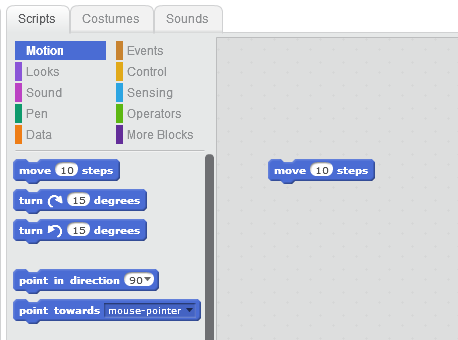 Scripts Costumes Sounds
Motion Events
Looks Control
Sound Sensing
Pen Operators
Data More Blocks
move 10 steps move 10 steps
turn 15 degrees
turn 15 degrees
point in direction 90
point towards mouse-pointer